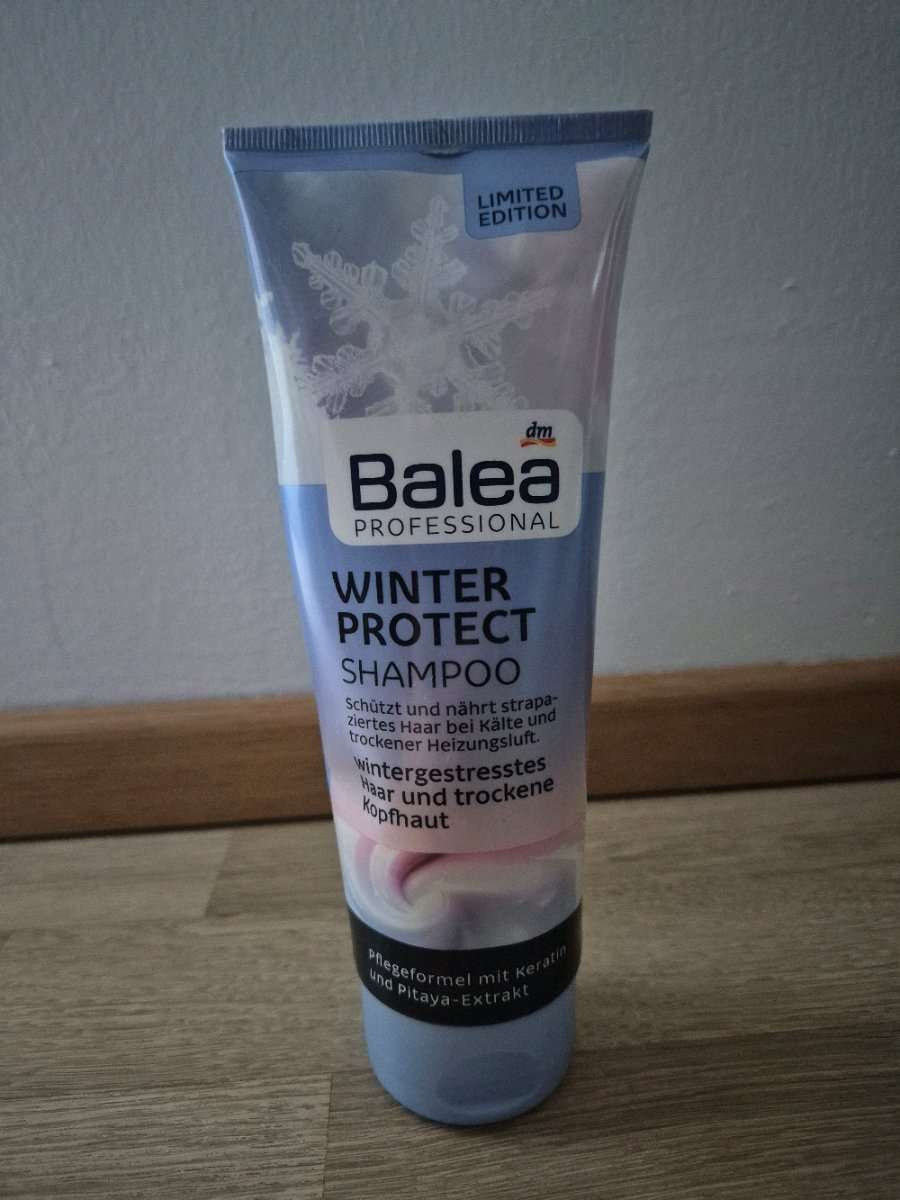 LIMITED
EDITION
dm
Balea
PROFESSIONAL
WINTER
PROTECT
SHAMPOO
Schützt und nährt strapa-
ziertes Haar bei Kälte und
trockener Heizungsluft.
wintergestresstes
Haar und trockene
Kopfhaut
Pflegeformel mit Keratin
und Pitaya-Extrakt